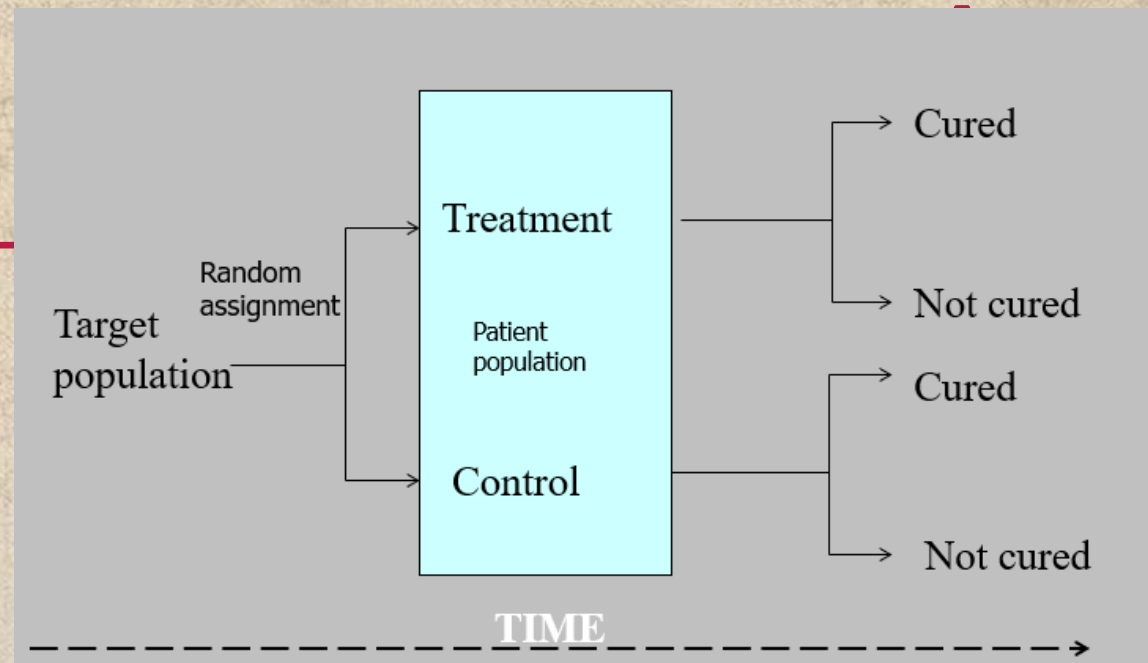 Cured
Treatment
Random
assignment
Not cured
Target
population
Patient
population
Cured
Control
Not cured
TIME